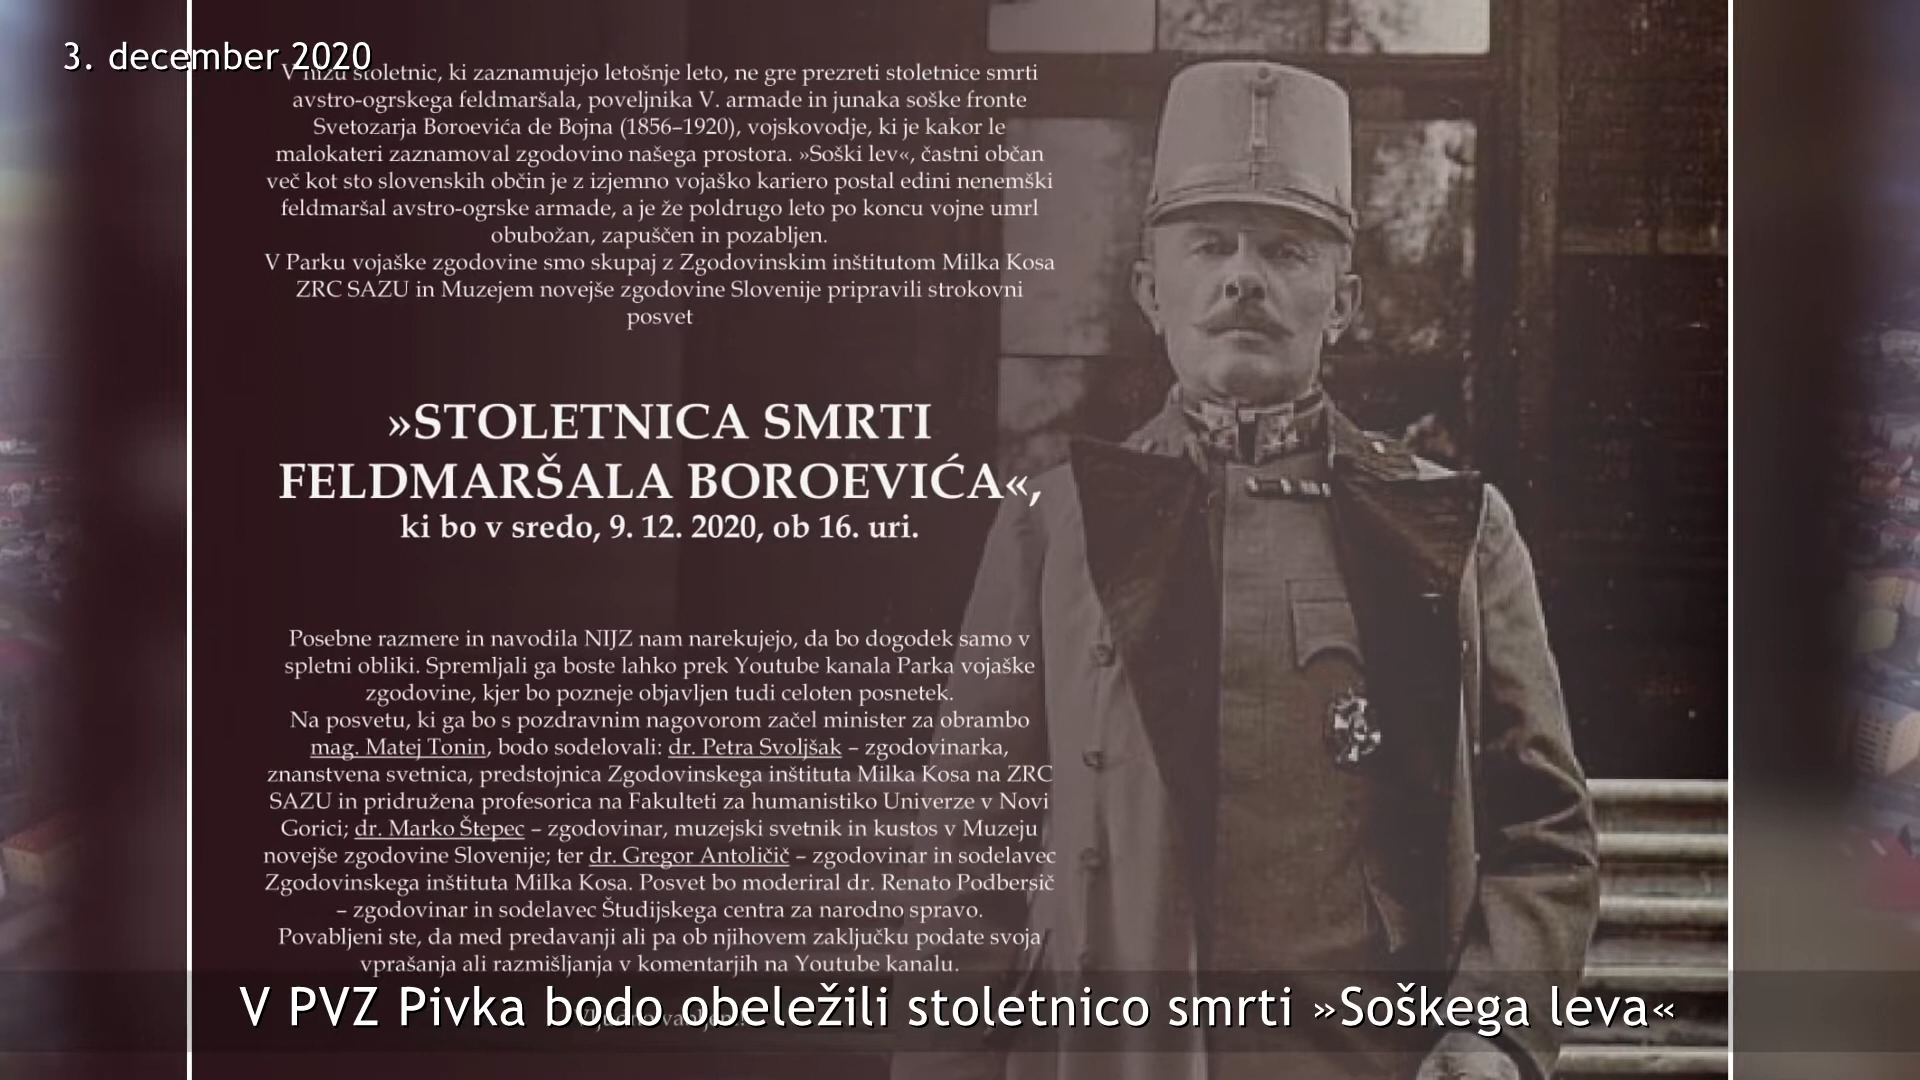 3. december 2020
V nizu stoletnic, ki zaznamujejo letošnje leto, ne gre prezreti stoletnice smrti
avstro-ogrskega feldmaršala, poveljnika V. armade in junaka soške fronte
Svetozarja Boroevića de Bojna (1856–1920), vojskovodje, ki je kakor le
malokateri zaznamoval zgodovino našega prostora. »Soški lev«, častni občan
več kot sto slovenskih občin je z izjemno vojaško kariero postal edini nenemški
feldmaršal avstro-ogrske armade, a je že poldrugo leto po koncu vojne umrl
obubožan, zapuščen in pozabljen.
V Parku vojaške zgodovine smo skupaj z Zgodovinskim inštitutom Milka Kosa
ZRC SAZU in Muzejem novejše zgodovine Slovenije pripravili strokovni
posvet
»STOLETNICA SMRTI
FELDMARŠALA BOROEVIĆA«,
ki bo v sredo, 9. 12. 2020, ob 16. uri.
Posebne razmere in navodila NIJZ nam narekujejo, da bo dogodek samo v
spletni obliki. Spremljali ga boste lahko prek Youtube kanala Parka vojaške
zgodovine, kjer bo pozneje objavljen tudi celoten posnetek.
Na posvetu, ki ga bo s pozdravnim nagovorom začel minister za obrambo
mag. Matej Tonin, bodo sodelovali: dr. Petra Svoljšak – zgodovinarka,
znanstvena svetnica, predstojnica Zgodovinskega inštituta Milka Kosa na ZRC
SAZU in pridružena profesorica na Fakulteti za humanistiko Univerze v Novi
Gorici; dr. Marko Štepec – zgodovinar, muzejski svetnik in kustos v Muzeju
novejše zgodovine Slovenije; ter dr. Gregor Antoličič – zgodovinar in sodelavec
Zgodovinskega inštituta Milka Kosa. Posvet bo moderiral dr. Renato Podbersič
– zgodovinar in sodelavec Študijskega centra za narodno spravo.
Povabljeni ste, da med predavanji ali pa ob njihovem zaključku podate svoja
vprašanja ali razmišljanja v komentarjih na Youtube kanalu.
V PVZ Pivka bodo obeležili stoletnico smrti »Soškega leva«